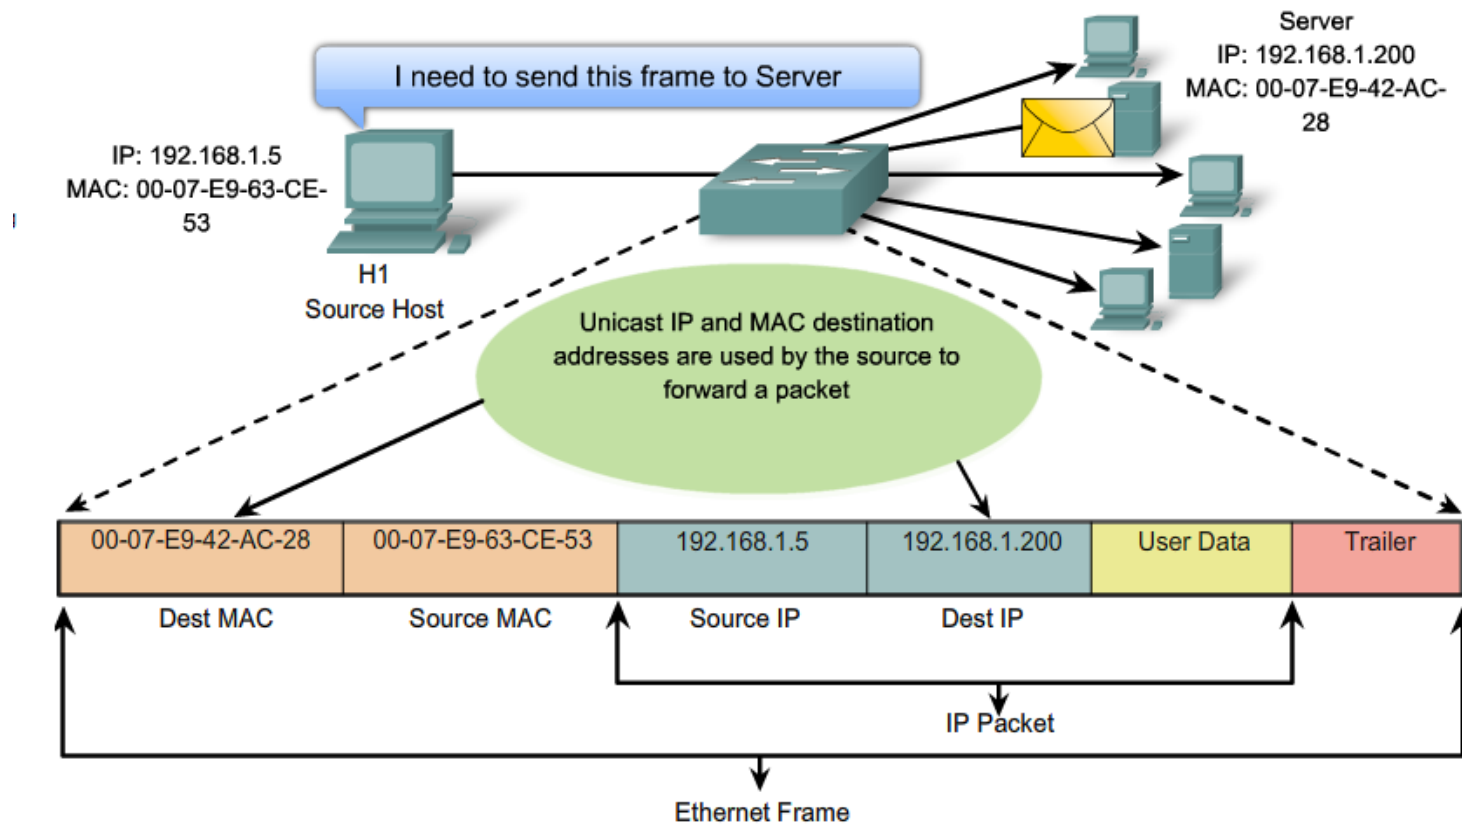 I need to send this frame to Server
Server
IP: 192.168.1.200
MAC: 00-07-E9-42-AC-
28
IP: 192.168.1.5
MAC: 00-07-E9-63-CE-
53
H1
Source Host
Unicast IP and MAC destination
addresses are used by the source to
forward a packet
00-07-E9-42-AC-28 00-07-E9-63-CE-53 192.168.1.5 192.168.1.200 User Data Trailer
Dest MAC Source MAC Source IP Dest IP
IP Packet
Ethernet Frame